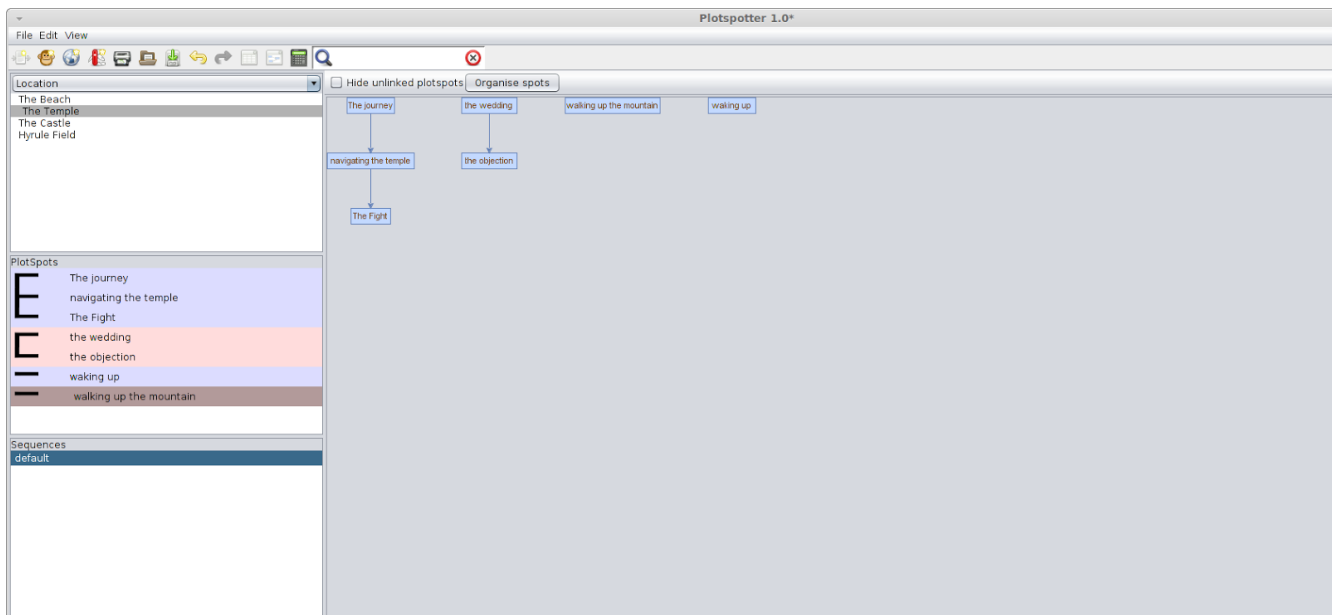 Plotspotter 1.0*
File Edit View
Location
Hide unlinked plotspots Organise spots
The Beach
The Temple
The Castle
Hyrule Field
The journey the wedding walking up the mountain waking up
navigating the temple the objection
The Fight
PlotSpots
The journey
navigating the temple
The Fight
the wedding
the objection
waking up
walking up the mountain
Sequences
default